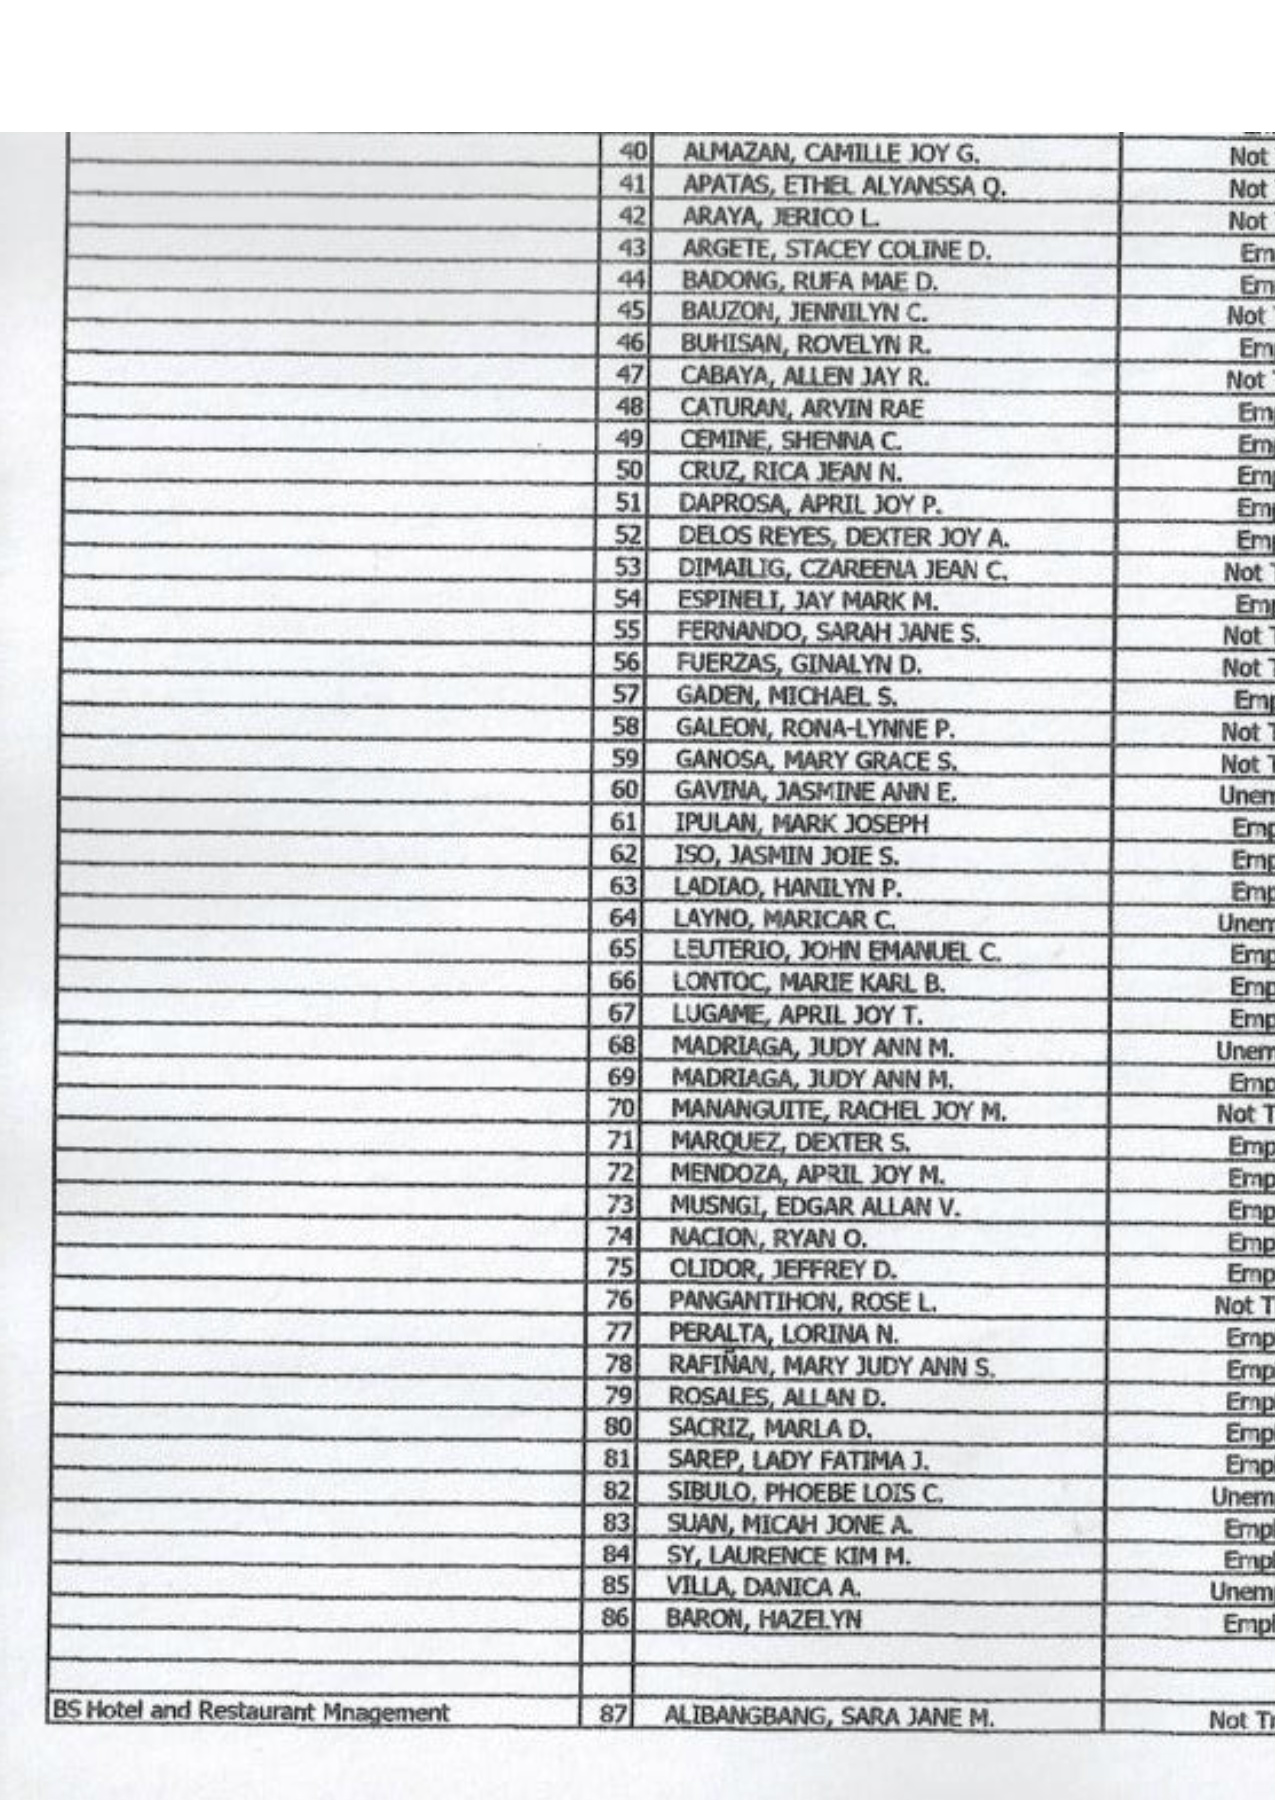 40 ALMAZAN, CAMILLE JOY G. Not
41 APATAS, ETHEL ALYANSSA Q. Not
42 ARAYA, JERICO L. Not
43 ARGETE, STACEY COLINE D. Em
44 BADONG, RUFA MAE D. Em
45 BAUZON, JENNILYN C. Not
46 BUHISAN, ROVELYN R. Em
47 CABAYA, ALLEN JAY R. Not T
48 CATURAN, ARVIN RAE Em
49 CEMINE, SHENNA C. Em
50 CRUZ, RICA JEAN N. Emp
51 DAPROSA, APRIL JOY P. Emp
52 DELOS REYES, DEXTER JOY A. Emp
53 DIMAILIG, CZAREENA JEAN C. Not T
54 ESPINELI, JAY MARK M. Emp
55 FERNANDO, SARAH JANE S. Not T
56 FUERZAS, GINALYN D. Not T
57 GADEN, MICHAEL S. Emp
58 GALEON, RONA-LYNNE P. Not T
59 GANOSA, MARY GRACE S. Not T
60 GAVINA, JASMINE ANN E. Unem
61 IPULAN, MARK JOSEPH Emp
62 ISO, JASMIN JOIE S. Emp
63 LADIAO, HANILYN P. Emp
64 LAYNO, MARICAR C. Unem
65 LEUTERIO, JOHN EMANUEL C. Emp
66 LONTOC, MARIE KARL B. Emp
67 LUGAME, APRIL JOY T. Emp
68 MADRIAGA, JUDY ANN M. Unem
69 MADRIAGA, JUDY ANN M. Emp
70 MANANGUITE, RACHEL JOY M. Not T
71 MARQUEZ, DEXTER S. Emp
72 MENDOZA, APRIL JOY M. Emp
73 MUSNGI, EDGAR ALLAN V. Emp
74 NACION, RYAN O. Emp
75 OLIDOR, JEFFREY D. Emp
76 PANGANTIHON, ROSE L. Not T
77 PERALTA, LORINA N. Emp
78 RAFIÑAN, MARY JUDY ANN S. Emp
79 ROSALES, ALLAN D. Emp
80 SACRIZ, MARLA D. Emp
81 SAREP, LADY FATIMA J. Empl
82 SIBULO, PHOEBE LOIS C. Unem
83 SUAN, MICAH JONE A. Empl
84 SY, LAURENCE KIM M. Empl
85 VILLA, DANICA A. Unem
86 BARON, HAZELYN Empl
BS Hotel and Restaurant Mnagement 87 ALIBANGBANG, SARA JANE M. Not Tr